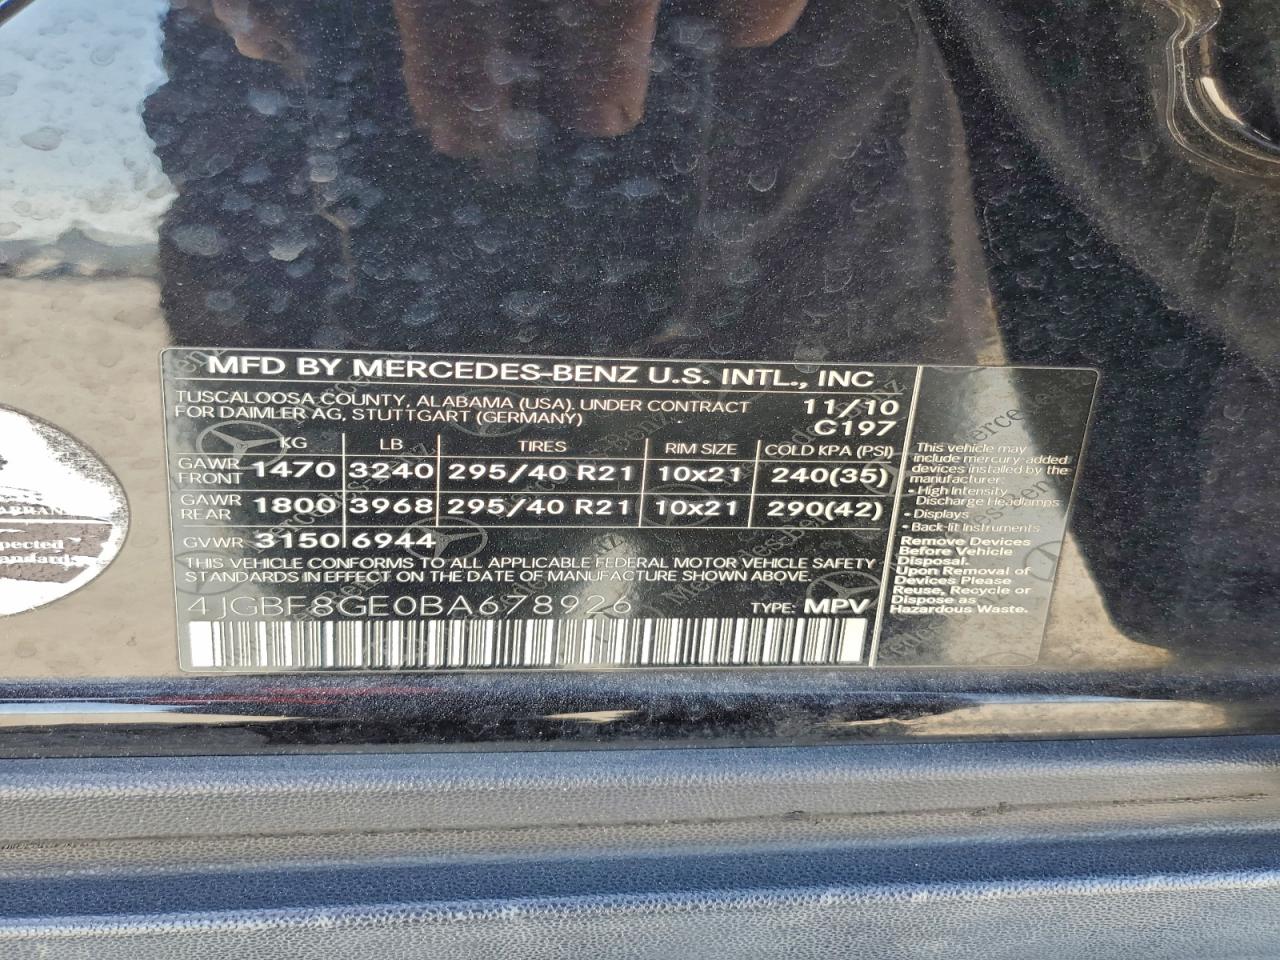 MFD BY MERCEDES-BENZ U.S. INTL., INC
TUSCALOOSA COUNTY, ALABAMA (USA), UNDER CONTRACT 11/10
FOR DAIMLER AG, STUTTGART (GERMANY) C197
KG LB TIRES RIM SIZE COLD KPA (PSI)
GAWR FRONT 1470 3240 295/40 R21 10x21 240(35)
GAWR REAR 1800 3968 295/40 R21 10x21 290(42)
GVWR 3150 6944
THIS VEHICLE CONFORMS TO ALL APPLICABLE FEDERAL MOTOR VEHICLE SAFETY
STANDARDS IN EFFECT ON THE DATE OF MANUFACTURE SHOWN ABOVE.
4JGBF8GE0BA678926 TYPE: MPV
This vehicle may
include mercury-added
devices installed by the
manufacturer:
• High Intensity
Discharge Headlamps
• Displays
• Back-lit Instruments
Remove Devices
Before Vehicle
Disposal.
Upon Removal of
Devices Please
Reuse, Recycle or
Dispose as
Hazardous Waste.